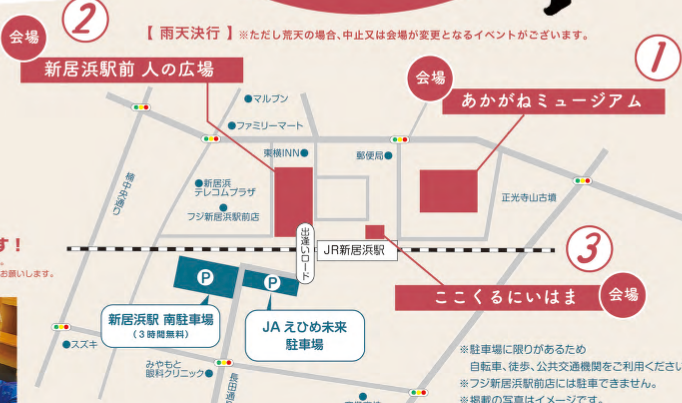 会場
②
【 雨天決行 】※ただし荒天の場合、中止又は会場が変更となるイベントがございます。
新居浜駅前 人の広場
①
会場
あかがねミュージアム
マルブン
ファミリーマート
東横INN
郵便局
楠中央通り
新居浜
テレコムプラザ
フジ新居浜駅前店
正光寺山古墳
出逢いロード
JR新居浜駅
す!
。
お願いします。
③
ここくるにいはま
会場
P
P
新居浜駅 南駐車場
(3時間無料)
JA えひめ未来
駐車場
スズキ
みやもと
眼科クリニック
長田通
※駐車場に限りがあるため
自転車、徒歩、公共交通機関をご利用ください
※フジ新居浜駅前店には駐車できません。
※掲載の写真はイメージです。